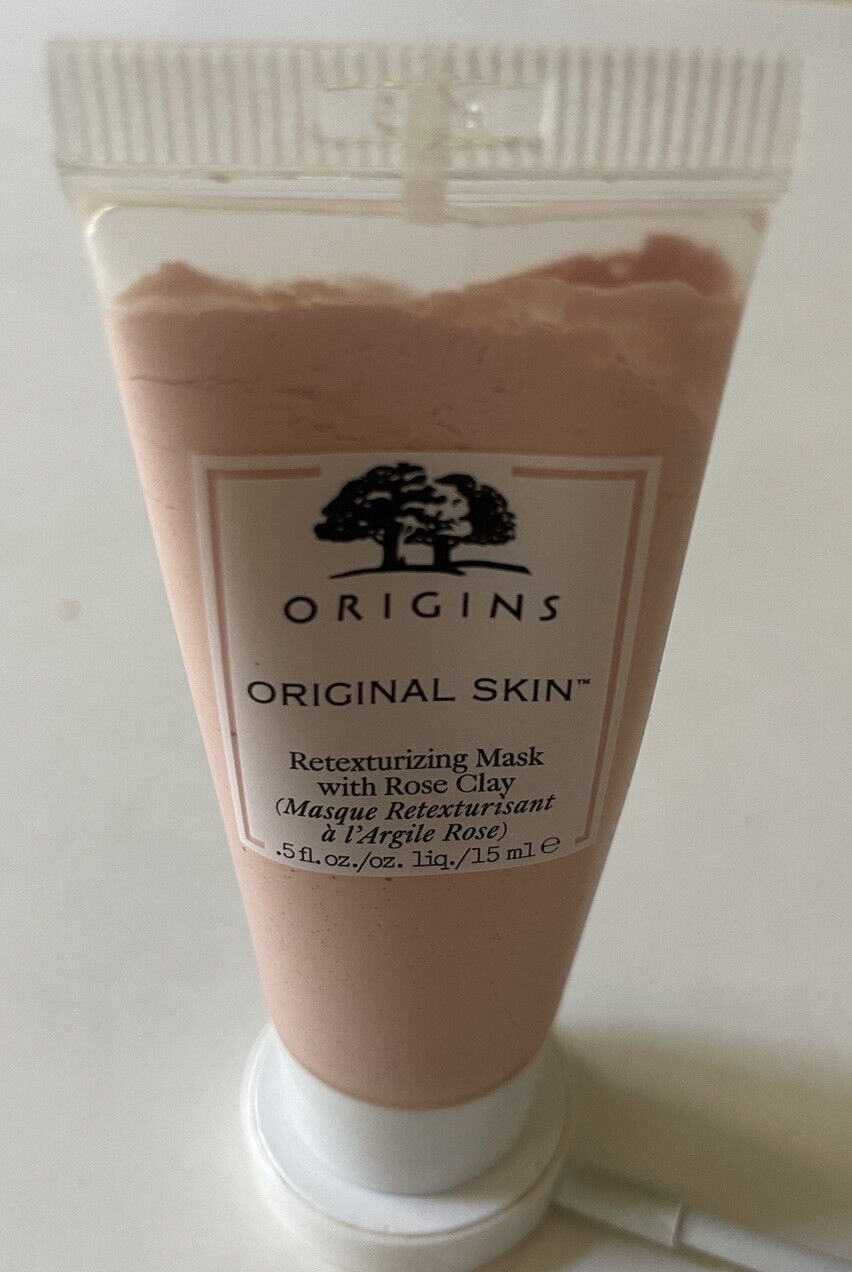 ORIGINS
ORIGINAL SKIN™
Retexturizing Mask
with Rose Clay
(Masque Retexturisant
à l'Argile Rose)
.5 fl. oz./oz. liq./15 ml ℮